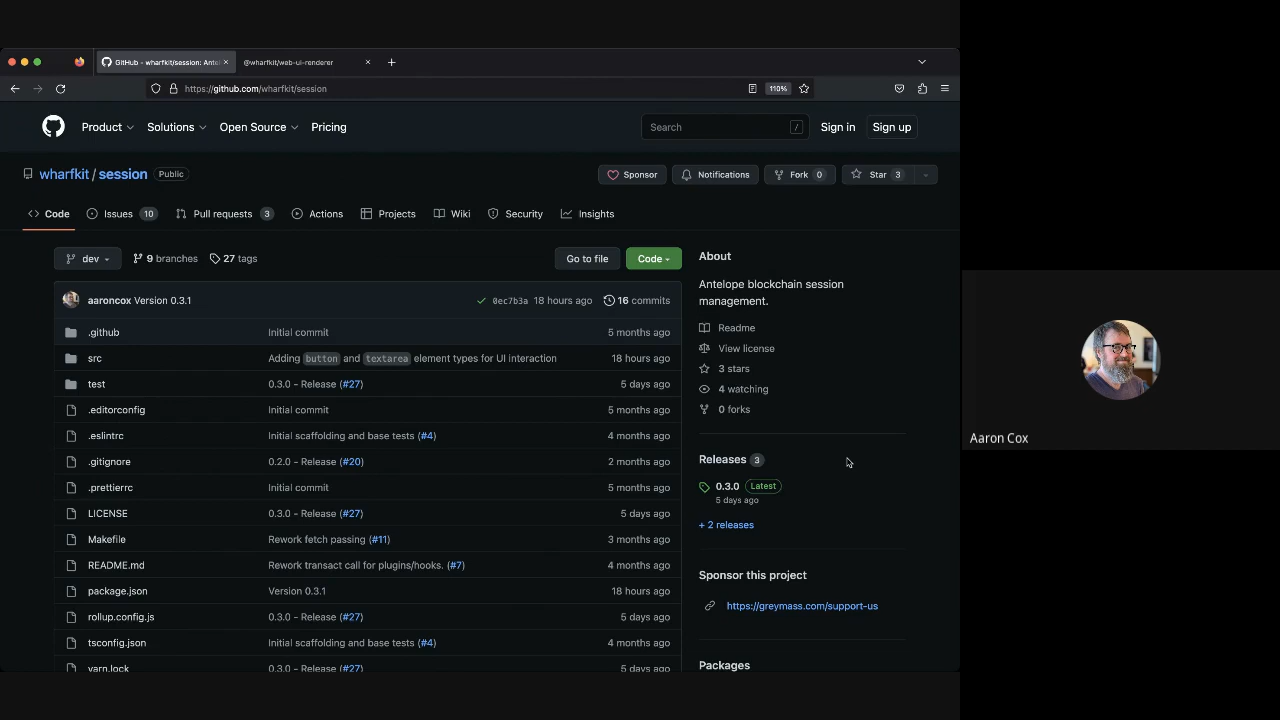 GitHub - wharfkit/session: Ante
@wharfkit/web-ui-renderer
https://github.com/wharfkit/session
110%
Product
Solutions
Open Source
Pricing
Search
/
Sign in
Sign up
wharfkit / session
Public
Sponsor
Notifications
Fork 0
Star 3
Code
Issues 10
Pull requests 3
Actions
Projects
Wiki
Security
Insights
dev
9 branches
27 tags
Go to file
Code
aaroncox Version 0.3.1
0ec7b3a 18 hours ago
16 commits
.github Initial commit 5 months ago
src Adding button and textarea element types for UI interaction 18 hours ago
test 0.3.0 - Release (#27) 5 days ago
.editorconfig Initial commit 5 months ago
.eslintrc Initial scaffolding and base tests (#4) 4 months ago
.gitignore 0.2.0 - Release (#20) 2 months ago
.prettierrc Initial commit 5 months ago
LICENSE 0.3.0 - Release (#27) 5 days ago
Makefile Rework fetch passing (#11) 3 months ago
README.md Rework transact call for plugins/hooks. (#7) 4 months ago
package.json Version 0.3.1 18 hours ago
rollup.config.js 0.3.0 - Release (#27) 5 days ago
tsconfig.json Initial scaffolding and base tests (#4) 4 months ago
yarn.lock 0.3.0 - Release (#27) 5 days ago
About
Antelope blockchain session
management.
Readme
View license
3 stars
4 watching
0 forks
Releases 3
0.3.0 Latest
5 days ago
+ 2 releases
Sponsor this project
https://greymass.com/support-us
Packages
Aaron Cox